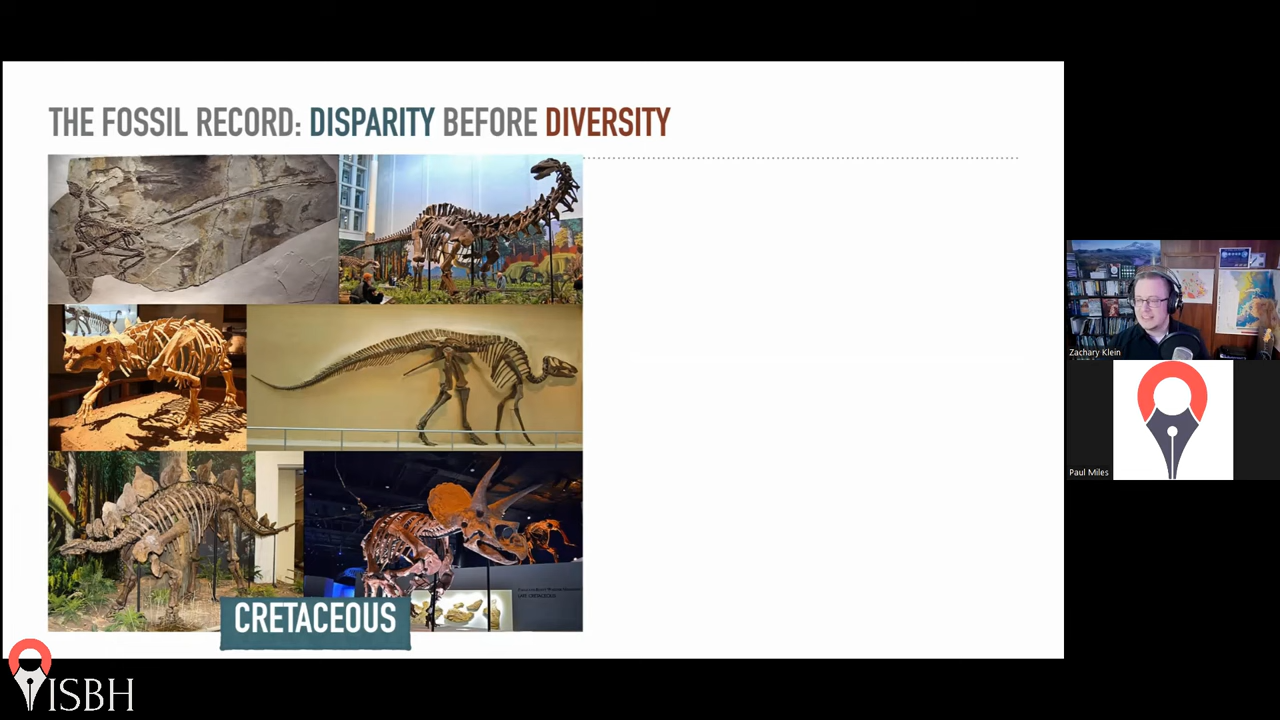 THE FOSSIL RECORD: DISPARITY BEFORE DIVERSITY
CRETACEOUS
Zachary Klein
Paul Miles
ISBH